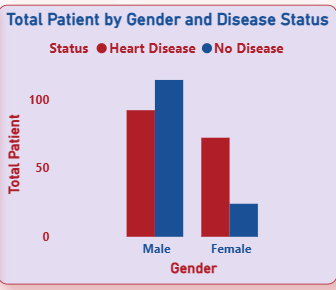 Total Patient by Gender and Disease Status
Status Heart Disease No Disease
Total Patient
100
50
0
Male Female
Gender